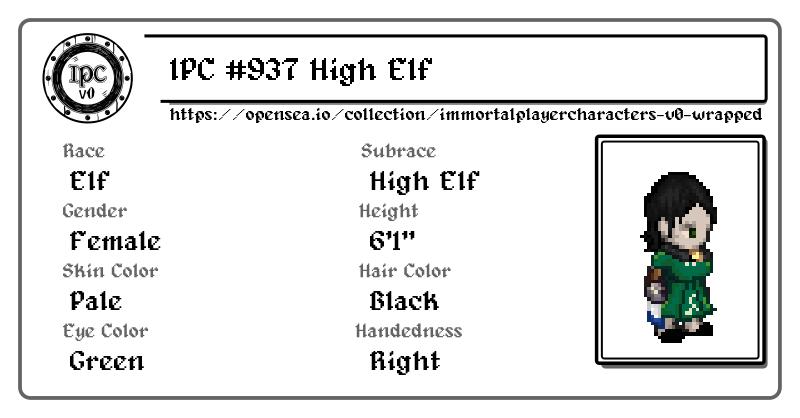 IPC v0
IPC #937 High Elf
https://opensea.io/collection/immortalplayercharacters-v0-wrapped
Race
Subrace
Elf
High Elf
Gender
Height
Female
6'1"
Skin Color
Hair Color
Pale
Black
Eye Color
Handedness
Green
Right